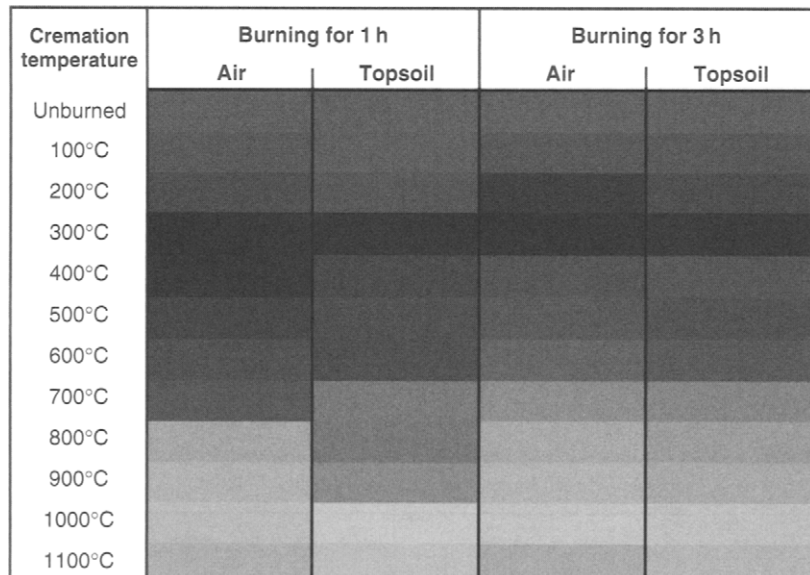 Cremation temperature
Burning for 1 h
Burning for 3 h
Air
Topsoil
Air
Topsoil
Unburned
100°C
200°C
300°C
400°C
500°C
600°C
700°C
800°C
900°C
1000°C
1100°C